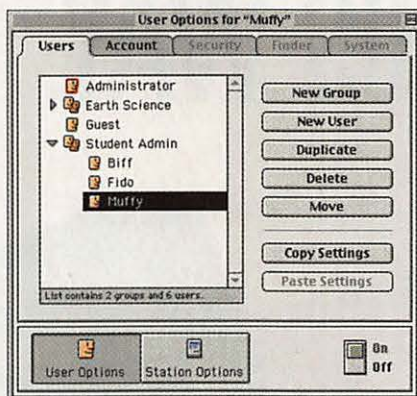 User Options for "Muffy"
Users Account Security Finder System
Administrator
Earth Science
Guest
Student Admin
Biff
Fido
Muffy
List contains 2 groups and 6 users.
New Group
New User
Duplicate
Delete
Move
Copy Settings
Paste Settings
User Options
Station Options
On
Off